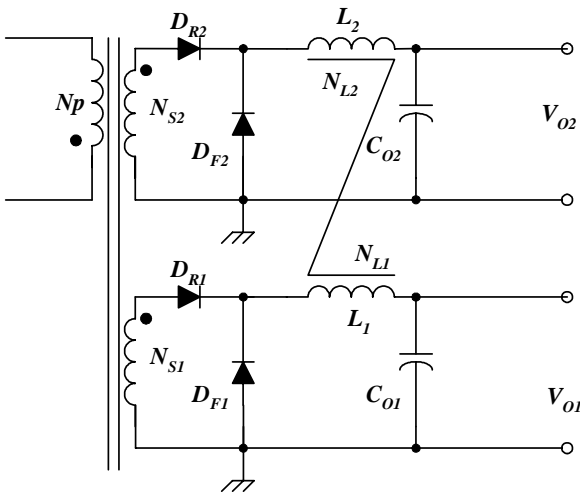 D_R2
L_2
Np
N_S2
N_L2
V_O2
D_F2
C_O2
N_L1
D_R1
L_1
N_S1
D_F1
C_O1
V_O1